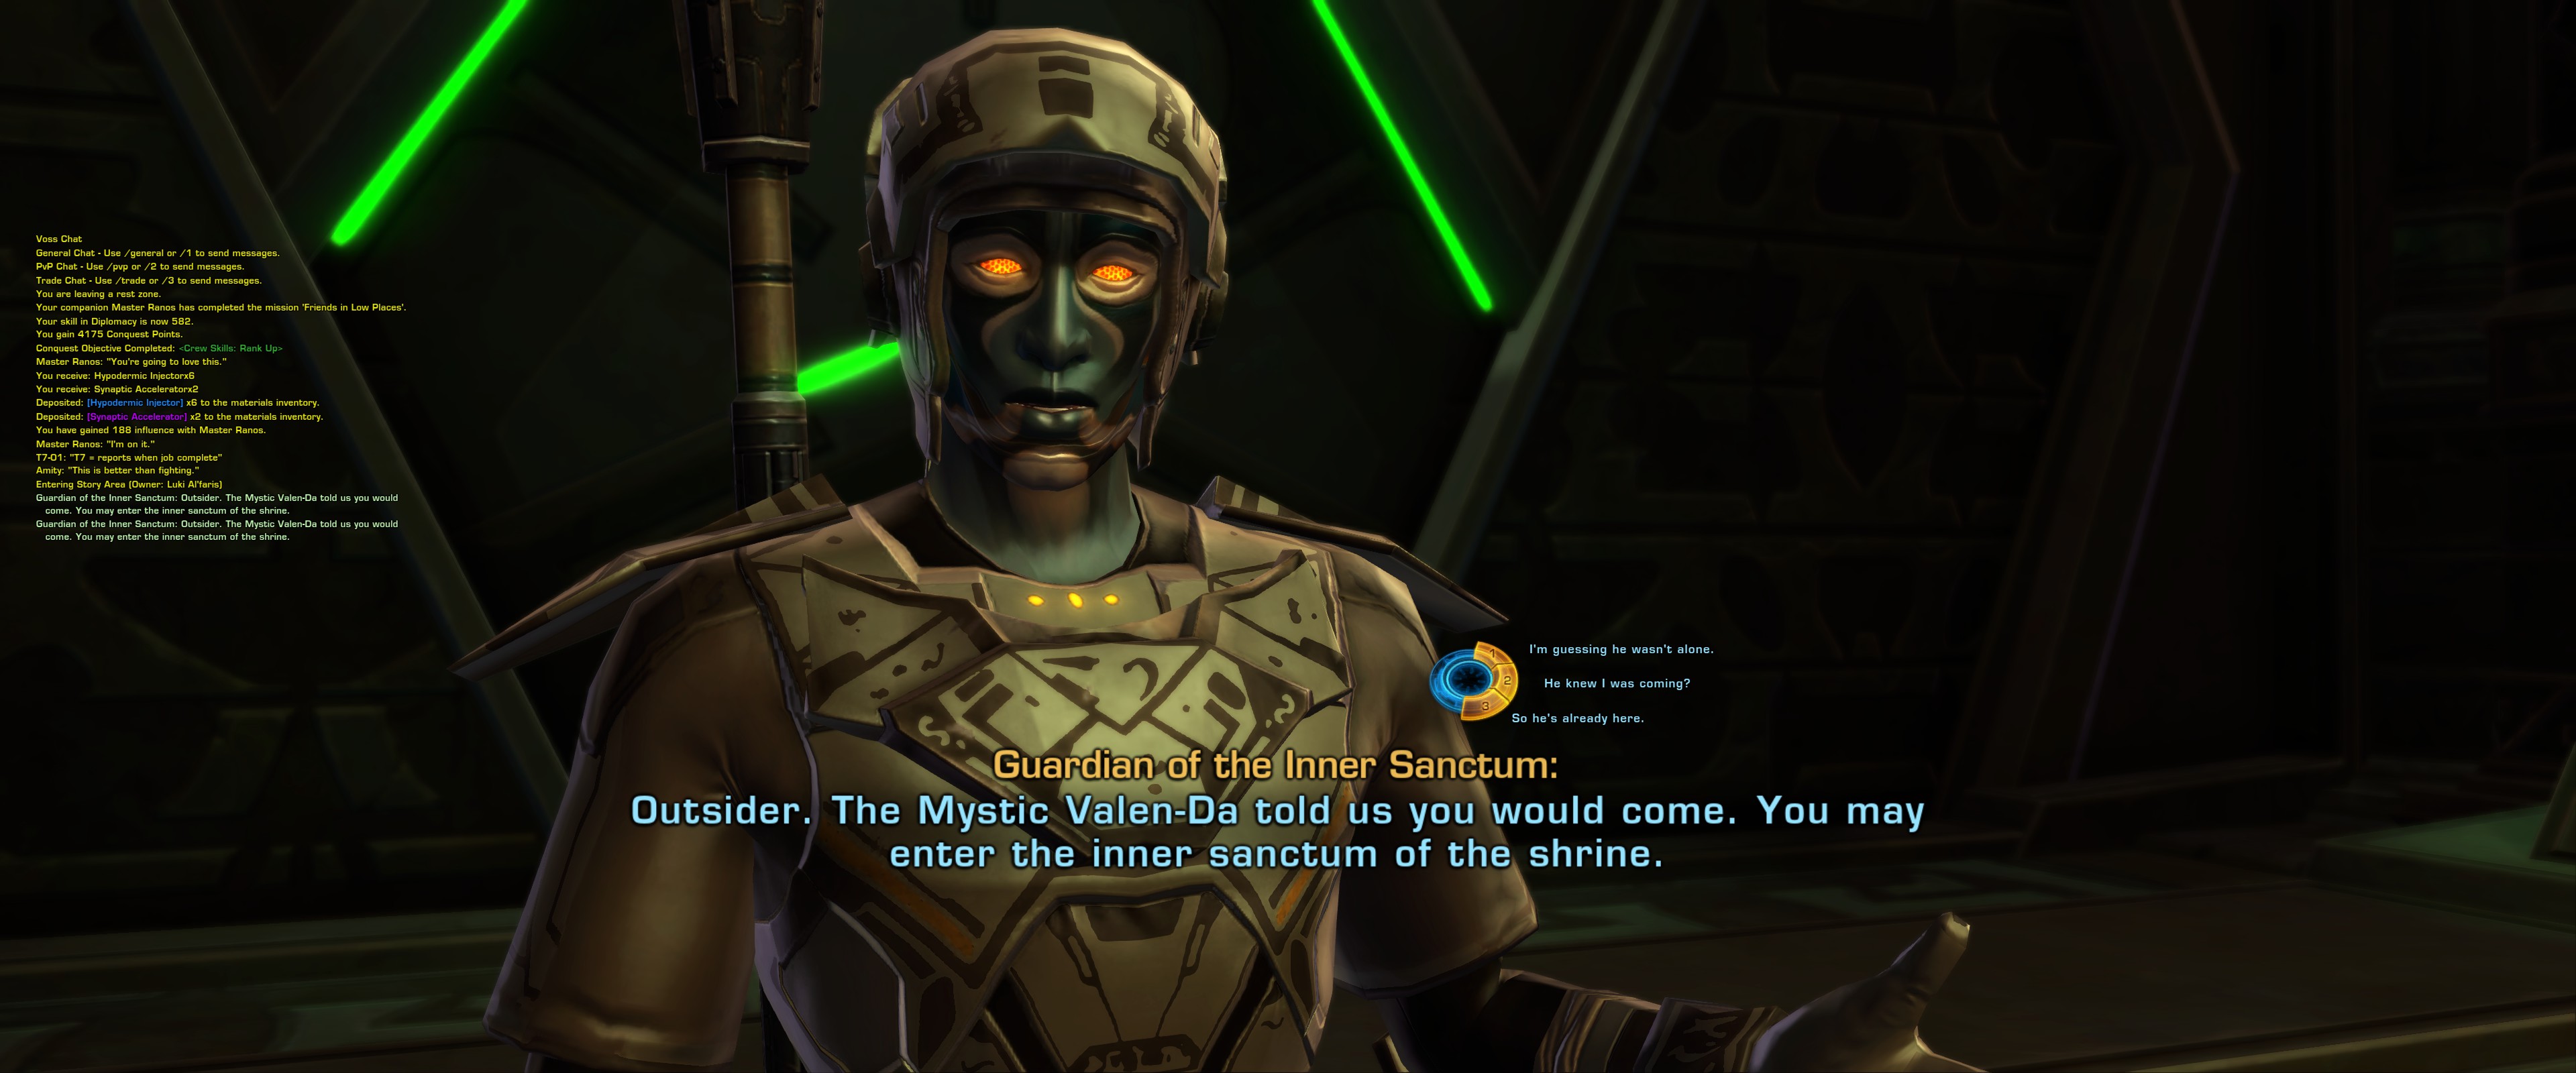 Voss Chat
General Chat - Use /general or /1 to send messages.
PvP Chat - Use /pvp or /2 to send messages.
Trade Chat - Use /trade or /3 to send messages.
You are leaving a rest zone.
Your companion Master Ranos has completed the mission 'Friends in Low Places'.
Your skill in Diplomacy is now 582.
You gain 4175 Conquest Points.
Conquest Objective Completed: <Crew Skills: Rank Up>
Master Ranos: "You're going to love this."
You receive: Hypodermic Injectorx6
You receive: Synaptic Acceleratorx2
Deposited: [Hypodermic Injector] x6 to the materials inventory.
Deposited: [Synaptic Accelerator] x2 to the materials inventory.
You have gained 188 influence with Master Ranos.
Master Ranos: "I'm on it."
T7-01: "T7 = reports when job complete"
Amity: "This is better than fighting."
Entering Story Area (Owner: Luki Al'faris)
Guardian of the Inner Sanctum: Outsider. The Mystic Valen-Da told us you would
come. You may enter the inner sanctum of the shrine.
Guardian of the Inner Sanctum: Outsider. The Mystic Valen-Da told us you would
come. You may enter the inner sanctum of the shrine.
1 I'm guessing he wasn't alone.
2 He knew I was coming?
3 So he's already here.
Guardian of the Inner Sanctum:
Outsider. The Mystic Valen-Da told us you would come. You may
enter the inner sanctum of the shrine.